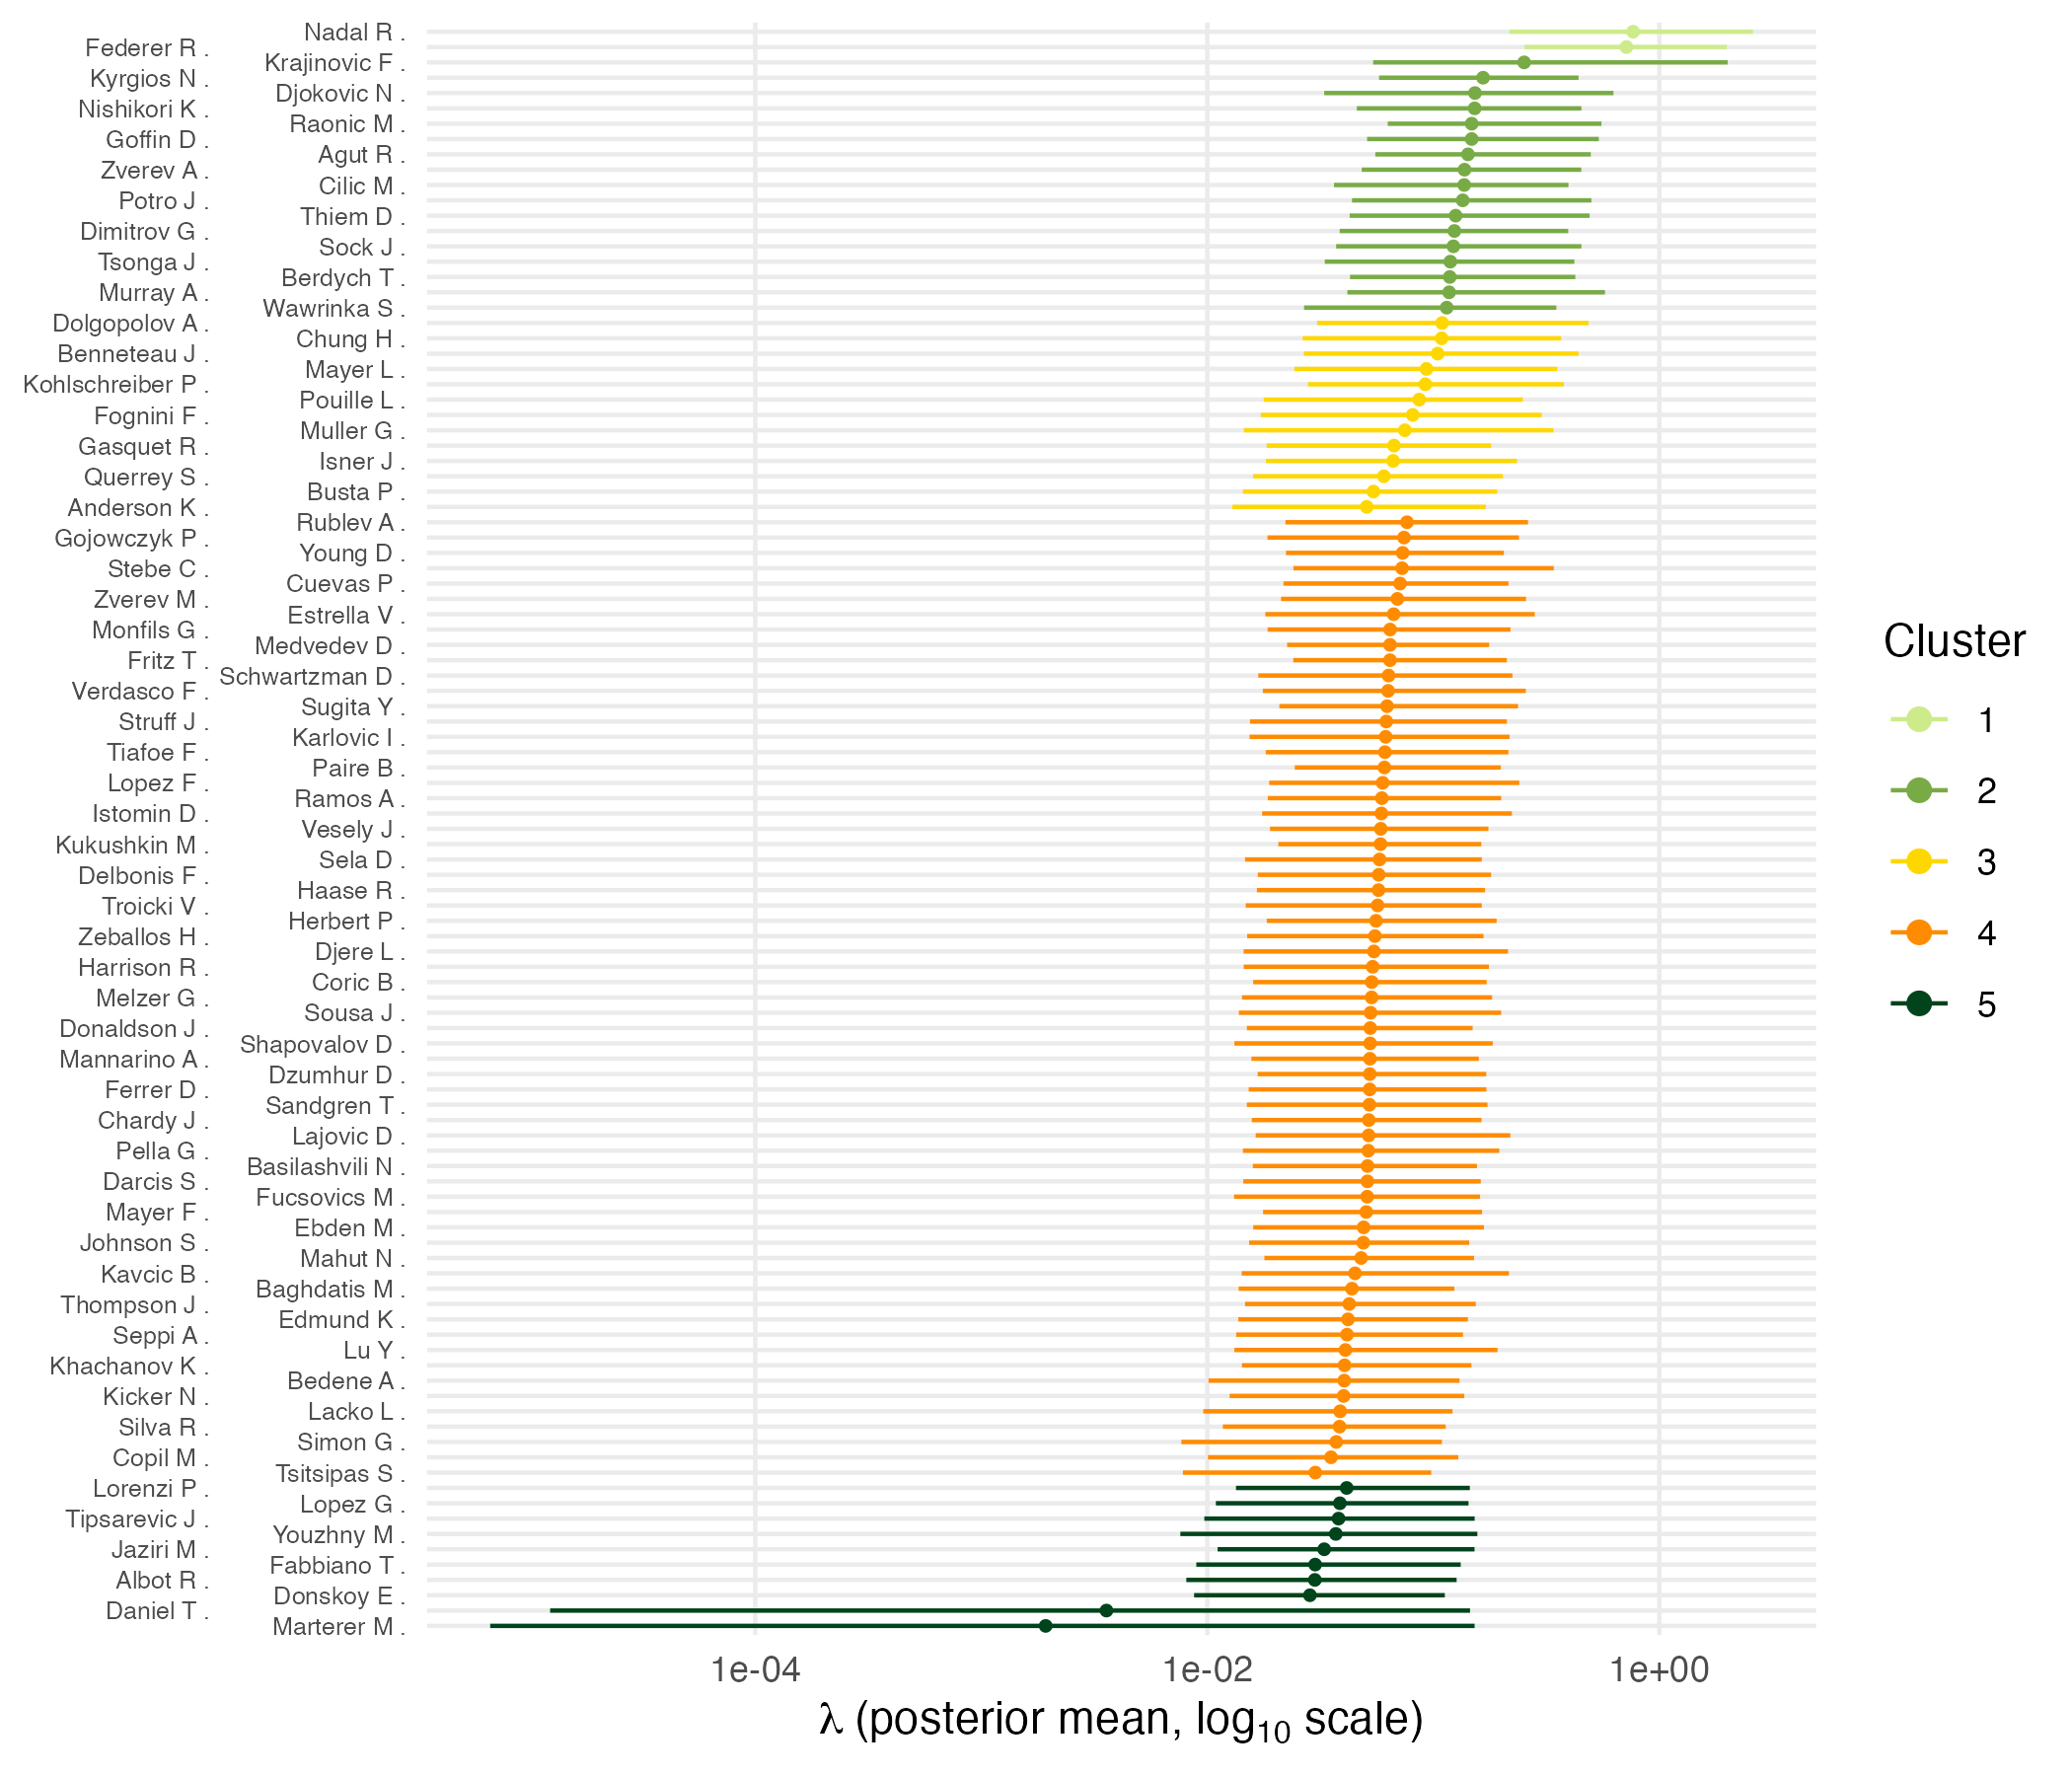 Nadal R .
Federer R .
Krajinovic F .
Kyrgios N .
Djokovic N .
Nishikori K .
Raonic M .
Goffin D .
Agut R .
Zverev A .
Cilic M .
Potro J .
Thiem D .
Dimitrov G .
Sock J .
Tsonga J .
Berdych T .
Murray A .
Wawrinka S .
Dolgopolov A .
Chung H .
Benneteau J .
Mayer L .
Kohlschreiber P .
Pouille L .
Fognini F .
Muller G .
Gasquet R .
Isner J .
Querrey S .
Busta P .
Anderson K .
Rublev A .
Gojowczyk P .
Young D .
Stebe C .
Cuevas P .
Zverev M .
Estrella V .
Monfils G .
Medvedev D .
Fritz T .
Schwartzman D .
Verdasco F .
Sugita Y .
Struff J .
Karlovic I .
Tiafoe F .
Paire B .
Lopez F .
Ramos A .
Istomin D .
Vesely J .
Kukushkin M .
Sela D .
Delbonis F .
Haase R .
Troicki V .
Herbert P .
Zeballos H .
Djere L .
Harrison R .
Coric B .
Melzer G .
Sousa J .
Donaldson J .
Shapovalov D .
Mannarino A .
Dzumhur D .
Ferrer D .
Sandgren T .
Chardy J .
Lajovic D .
Pella G .
Basilashvili N .
Darcis S .
Fucsovics M .
Mayer F .
Ebden M .
Johnson S .
Mahut N .
Kavcic B .
Baghdatis M .
Thompson J .
Edmund K .
Seppi A .
Lu Y .
Khachanov K .
Bedene A .
Kicker N .
Lacko L .
Silva R .
Simon G .
Copil M .
Tsitsipas S .
Lorenzi P .
Lopez G .
Tipsarevic J .
Youzhny M .
Jaziri M .
Fabbiano T .
Albot R .
Donskoy E .
Daniel T .
Marterer M .
1e-04 1e-02 1e+00
λ (posterior mean, log₁₀ scale)
Cluster
1
2
3
4
5